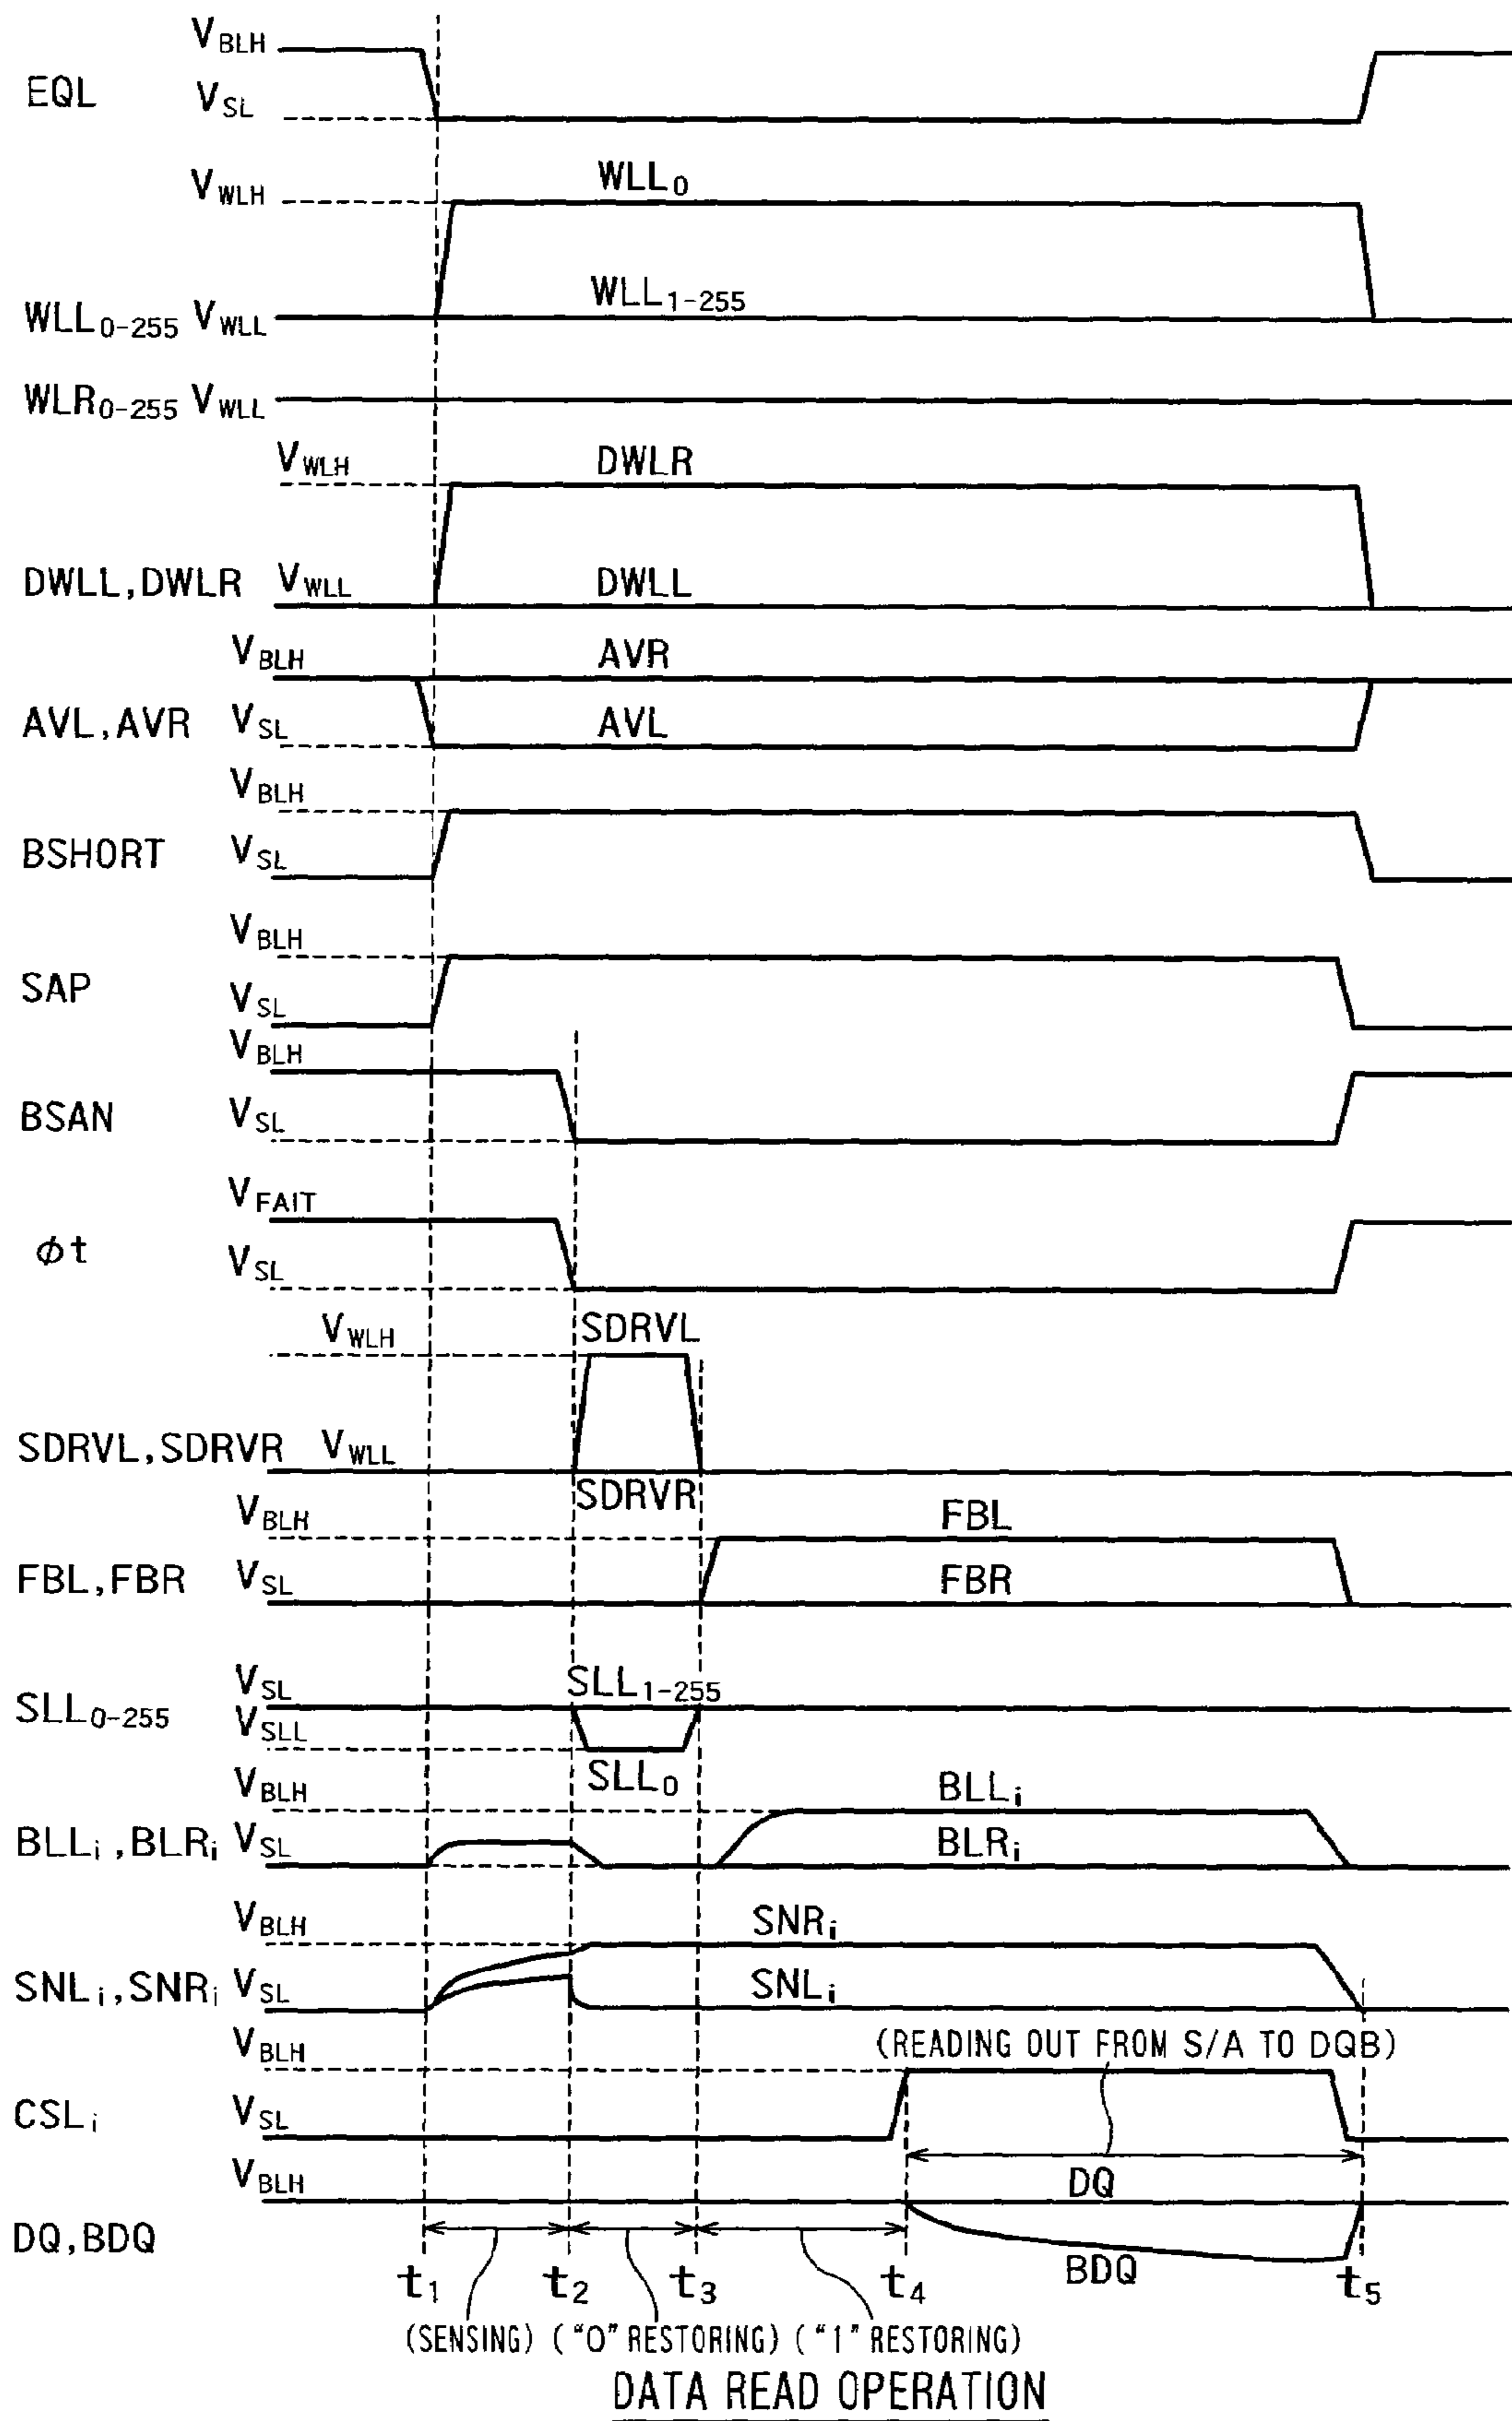 V_BLH
EQL V_SL
V_WLH WLL_0
WLL_1-255
WLL_0-255 V_WLL
WLR_0-255 V_WLL
V_WLH DWLR
DWLL, DWLR V_WLL DWLL
V_BLH AVR
AVL, AVR V_SL AVL
V_BLH
BSHORT V_SL
V_BLH
SAP V_SL
V_BLH
BSAN V_SL
V_FAIT
φt V_SL
V_WLH SDRVL
SDRVL, SDRVR V_WLL
SDRVR
V_BLH FBL
FBL, FBR V_SL FBR
V_SL SLL_1-255
SLL_0-255 V_SLL
SLL_0
V_BLH BLL_i
BLL_i, BLR_i V_SL BLR_i
V_BLH SNR_i
SNL_i, SNR_i V_SL SNL_i
V_BLH (READING OUT FROM S/A TO DQB)
CSL_i V_SL
V_BLH DQ
DQ, BDQ
BDQ
t_1 t_2 t_3 t_4 t_5
(SENSING) ("0" RESTORING) ("1" RESTORING)
DATA READ OPERATION